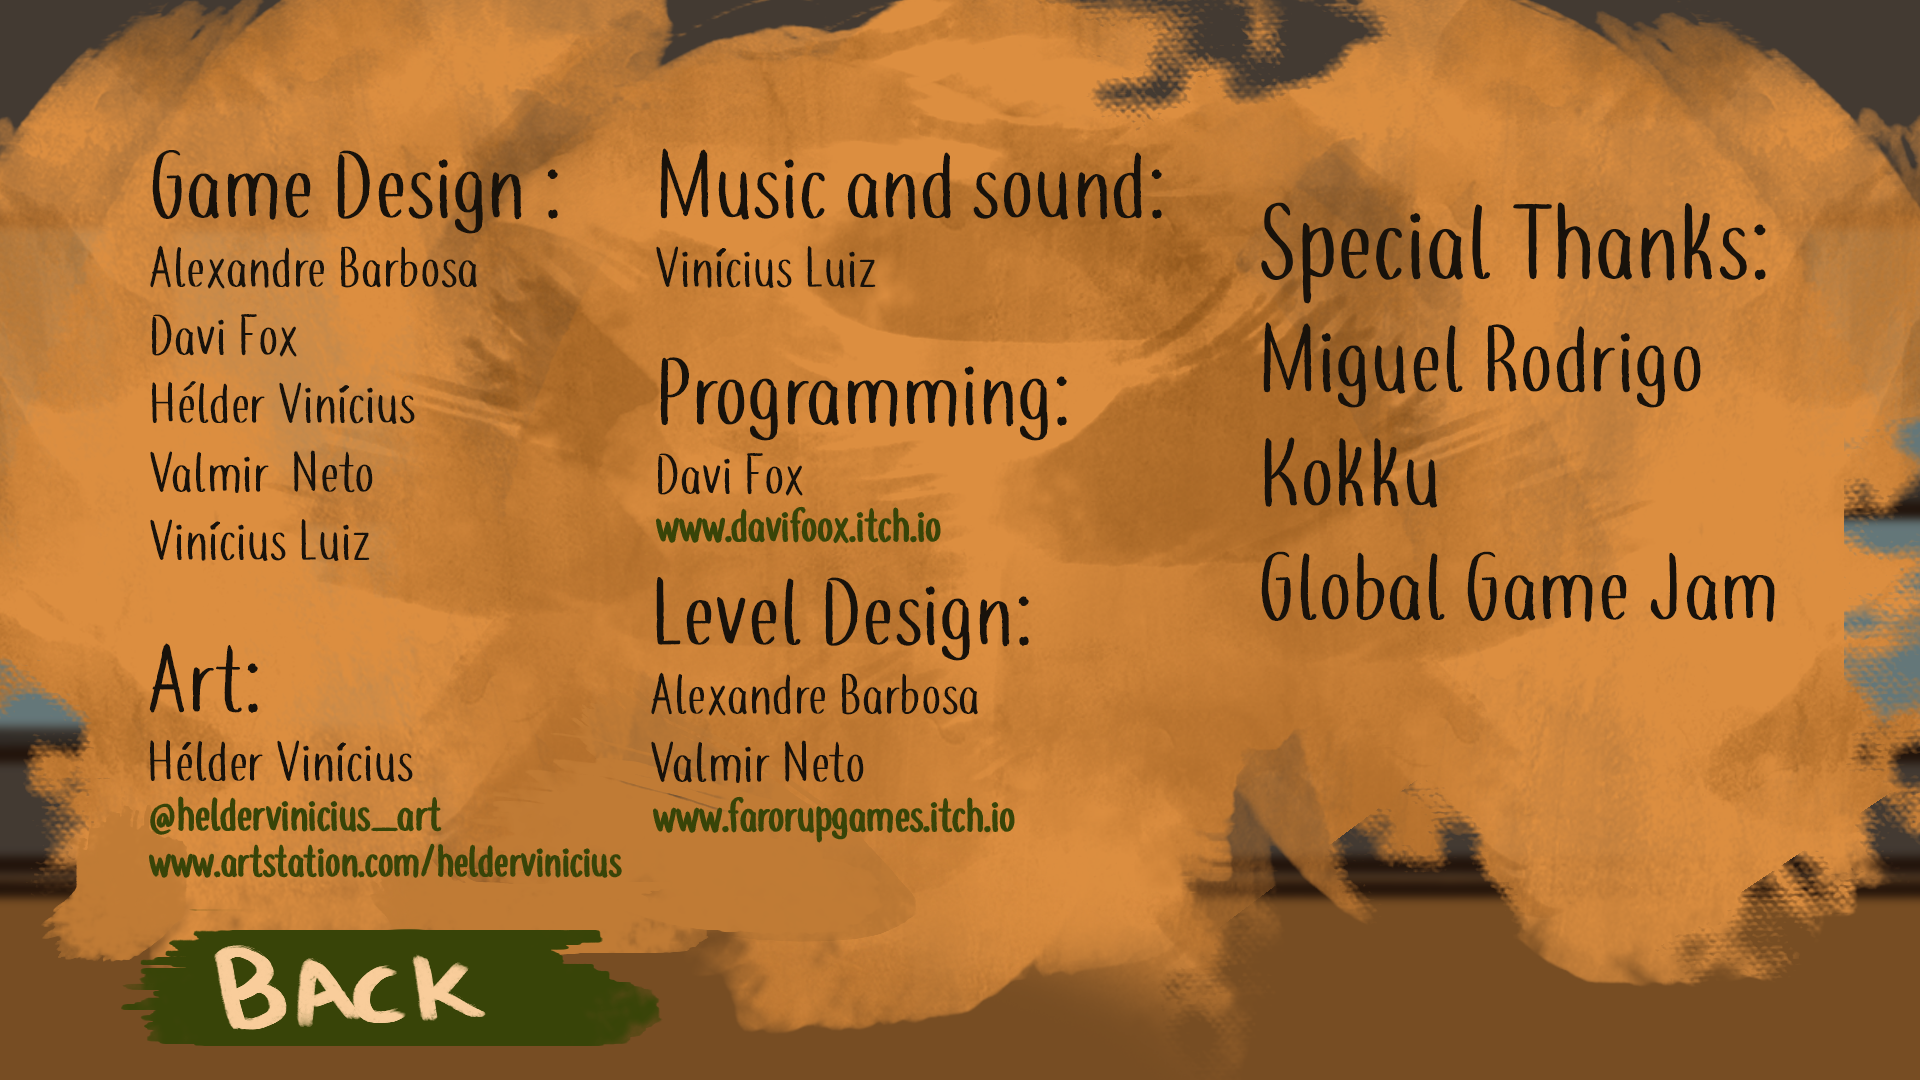 Game Design :
Alexandre Barbosa
Davi Fox
Hélder Vinícius
Valmir Neto
Vinícius Luiz
Art:
Hélder Vinícius
@heldervinicius_art
www.artstation.com/heldervinicius
Music and sound:
Vinícius Luiz
Programming:
Davi Fox
www.davifoox.itch.io
Level Design:
Alexandre Barbosa
Valmir Neto
www.farorupgames.itch.io
Special Thanks:
Miguel Rodrigo
Kokku
Global Game Jam
BACK